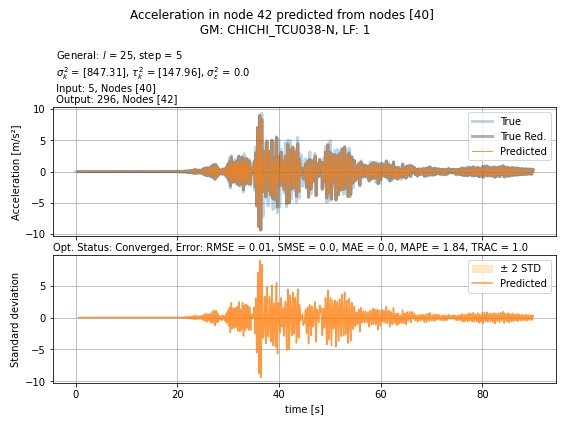 Acceleration in node 42 predicted from nodes [40]
GM: CHICHI_TCU038-N, LF: 1
General: l = 25, step = 5
σ²ₖ = [847.31], τ²ₖ = [147.96], σ²ε = 0.0
Input: 5, Nodes [40]
Output: 296, Nodes [42]
10
5
0
−5
−10
Acceleration [m/s²]
True
True Red.
Predicted
Opt. Status: Converged, Error: RMSE = 0.01, SMSE = 0.0, MAE = 0.0, MAPE = 1.84, TRAC = 1.0
5
0
−5
−10
Standard deviation
± 2 STD
Predicted
0 20 40 60 80
time [s]